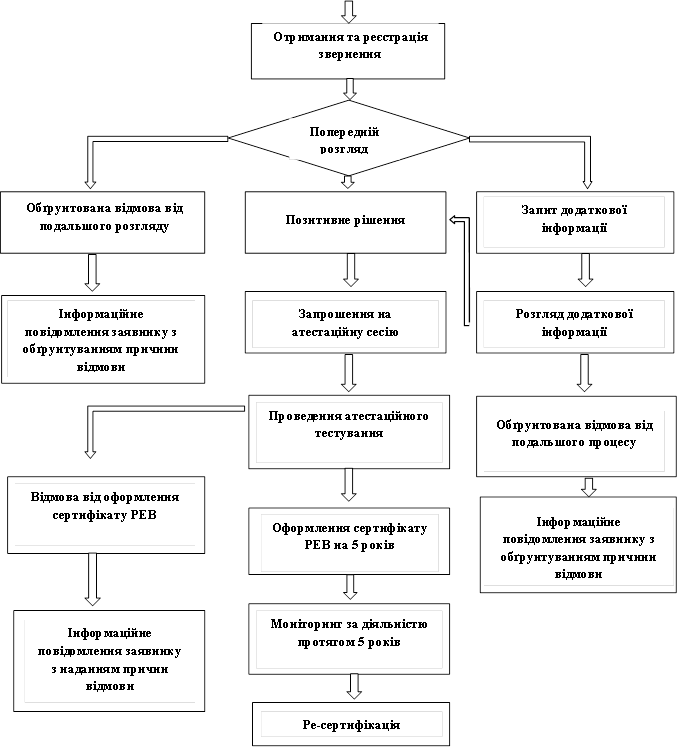 Отримання та реєстрація
звернення
Попередній
розгляд
Обґрунтована відмова від
подальшого розгляду
Позитивне рішення
Запит додаткової
інформації
Інформаційне
повідомлення заявнику з
обґрунтуванням причини
відмови
Запрошення на
атестаційну сесію
Розгляд додаткової
інформації
Проведення атестаційного
тестування
Обґрунтована відмова від
подальшого процесу
Відмова від оформлення
сертифікату РЕВ
Оформлення сертифікату
РЕВ на 5 років
Інформаційне
повідомлення заявнику з
обґрунтуванням причини
відмови
Інформаційне
повідомлення заявнику
з наданням причин
відмови
Моніторинг за діяльністю
протягом 5 років
Ре-сертифікація